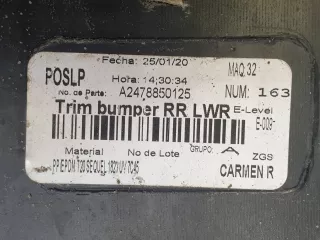 Fecha: 25/01/20
POSLP Hora: 14:30:34 MAQ 32
No. de Parte: A2478850125 NUM: 163
Trim bumper RR LWR E-Level
E-009
Material No de Lote GRUPO: A ZGS
CARMEN R